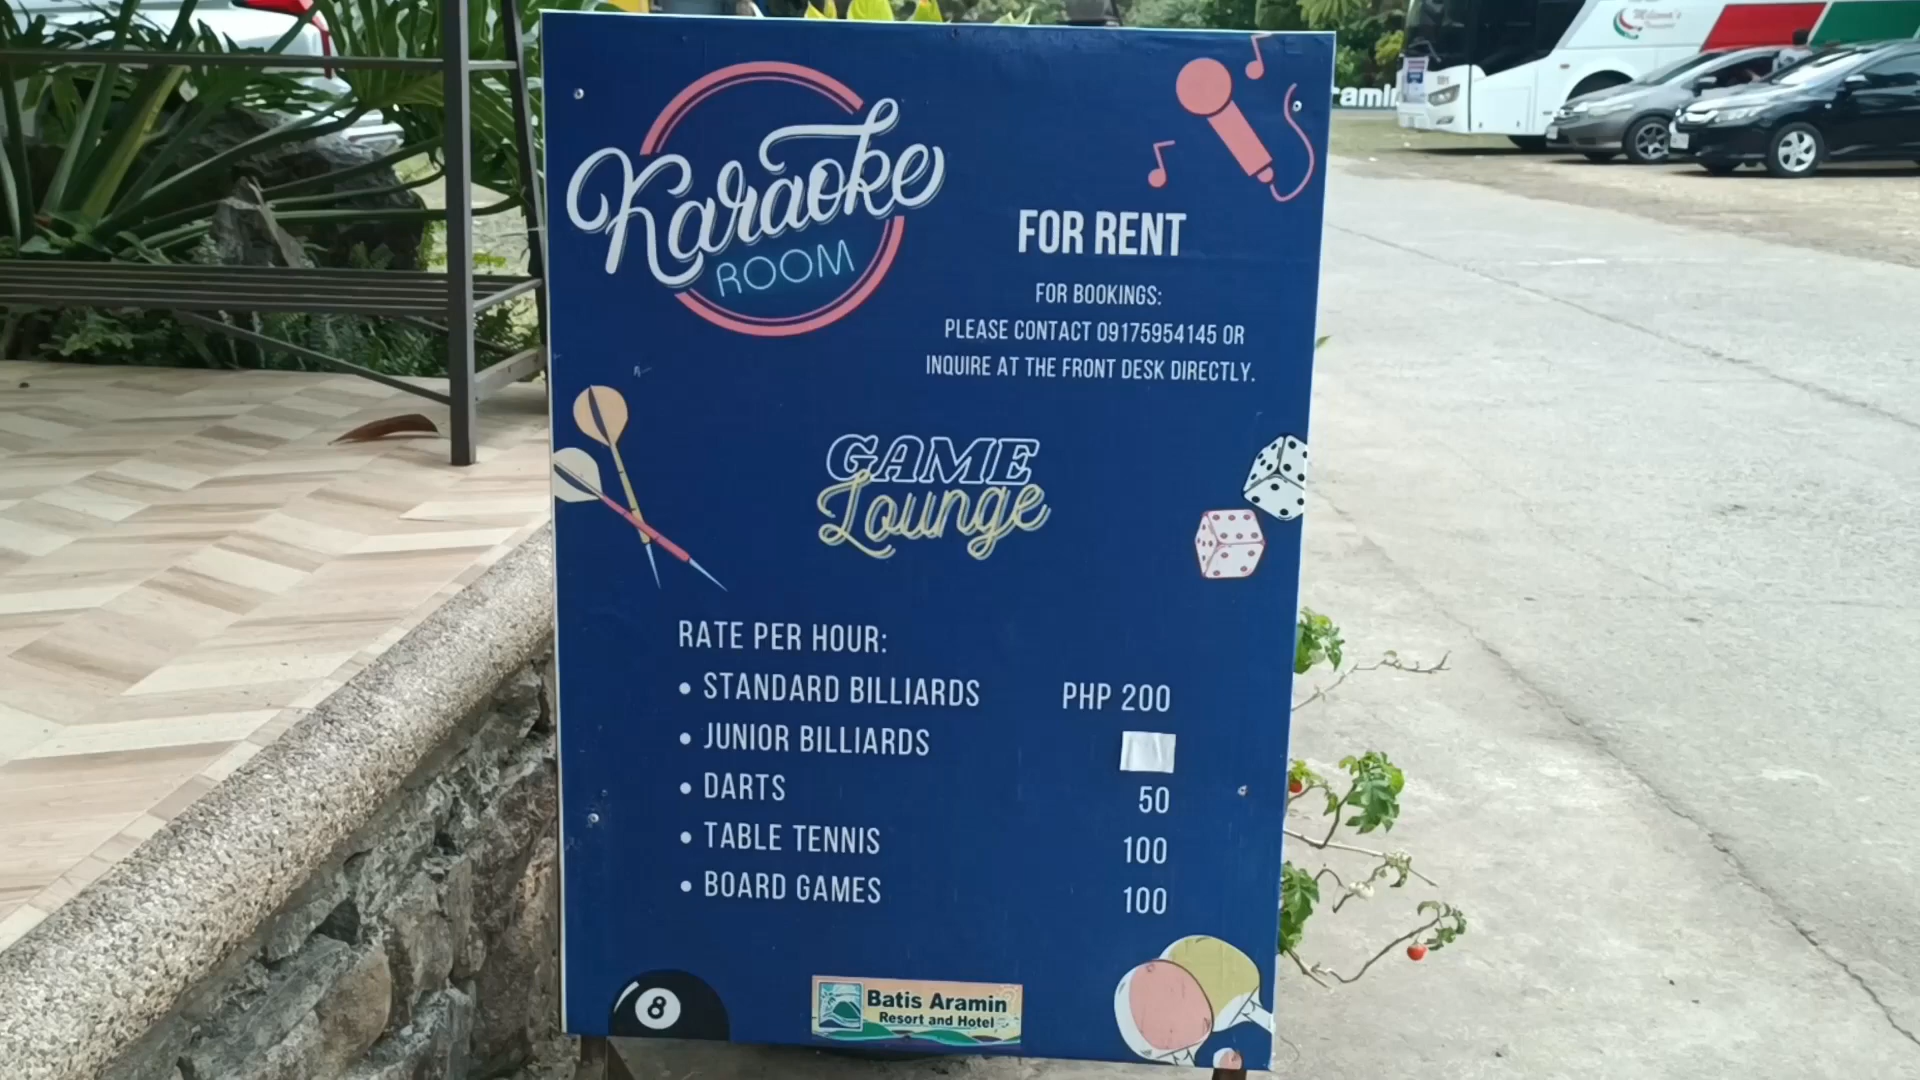 Karaoke
ROOM
FOR RENT
FOR BOOKINGS:
PLEASE CONTACT 09175954145 OR
INQUIRE AT THE FRONT DESK DIRECTLY.
GAME
Lounge
RATE PER HOUR:
• STANDARD BILLIARDS PHP 200
• JUNIOR BILLIARDS
• DARTS 50
• TABLE TENNIS 100
• BOARD GAMES 100
8
Batis Aramin
Resort and Hotel